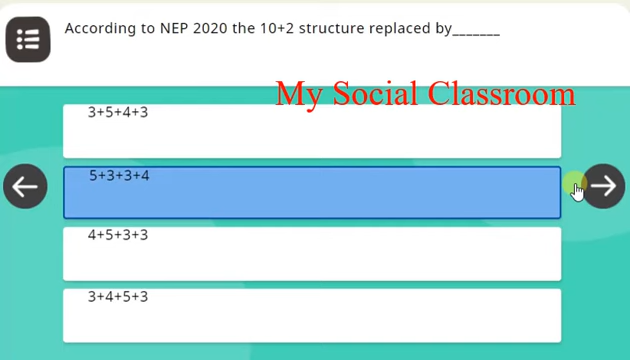 According to NEP 2020 the 10+2 structure replaced by_______
My Social Classroom
3+5+4+3
5+3+3+4
4+5+3+3
3+4+5+3